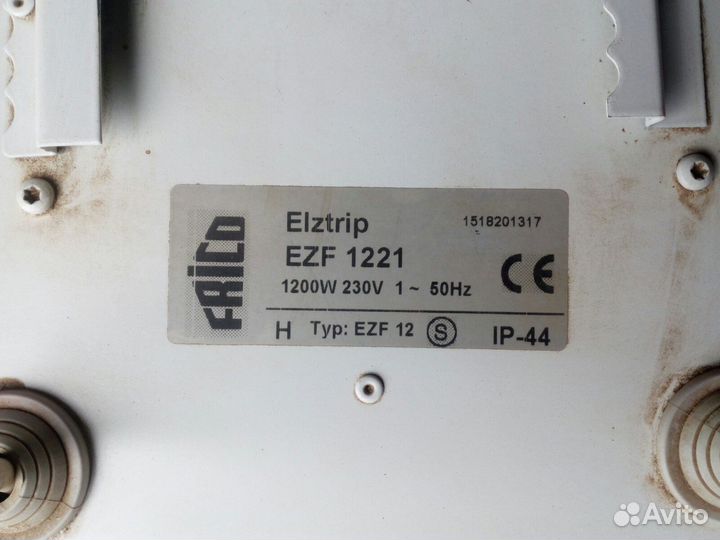 FRICO
Elztrip
1518201317
EZF 1221
1200W 230V 1~ 50Hz
CE
H Typ: EZF 12 S IP-44
Avito